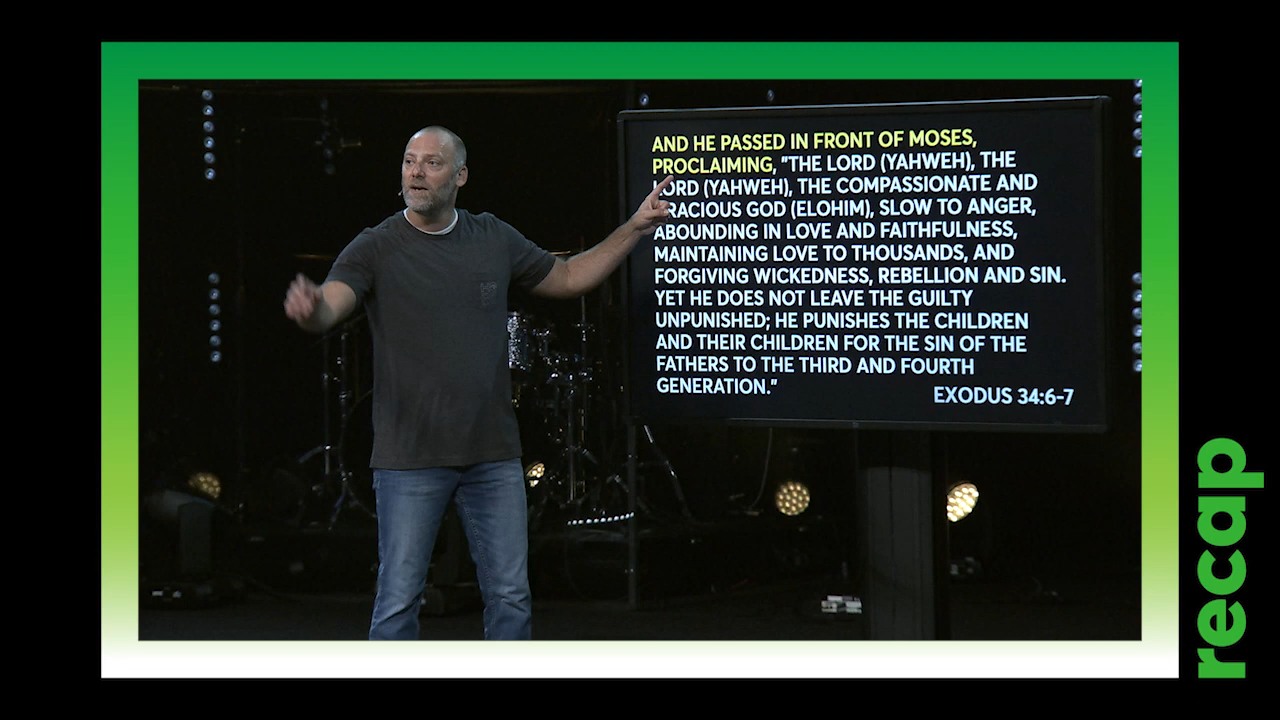 AND HE PASSED IN FRONT OF MOSES,
PROCLAIMING, "THE LORD (YAHWEH), THE
LORD (YAHWEH), THE COMPASSIONATE AND
GRACIOUS GOD (ELOHIM), SLOW TO ANGER,
ABOUNDING IN LOVE AND FAITHFULNESS,
MAINTAINING LOVE TO THOUSANDS, AND
FORGIVING WICKEDNESS, REBELLION AND SIN.
YET HE DOES NOT LEAVE THE GUILTY
UNPUNISHED; HE PUNISHES THE CHILDREN
AND THEIR CHILDREN FOR THE SIN OF THE
FATHERS TO THE THIRD AND FOURTH
GENERATION."
EXODUS 34:6-7
recap